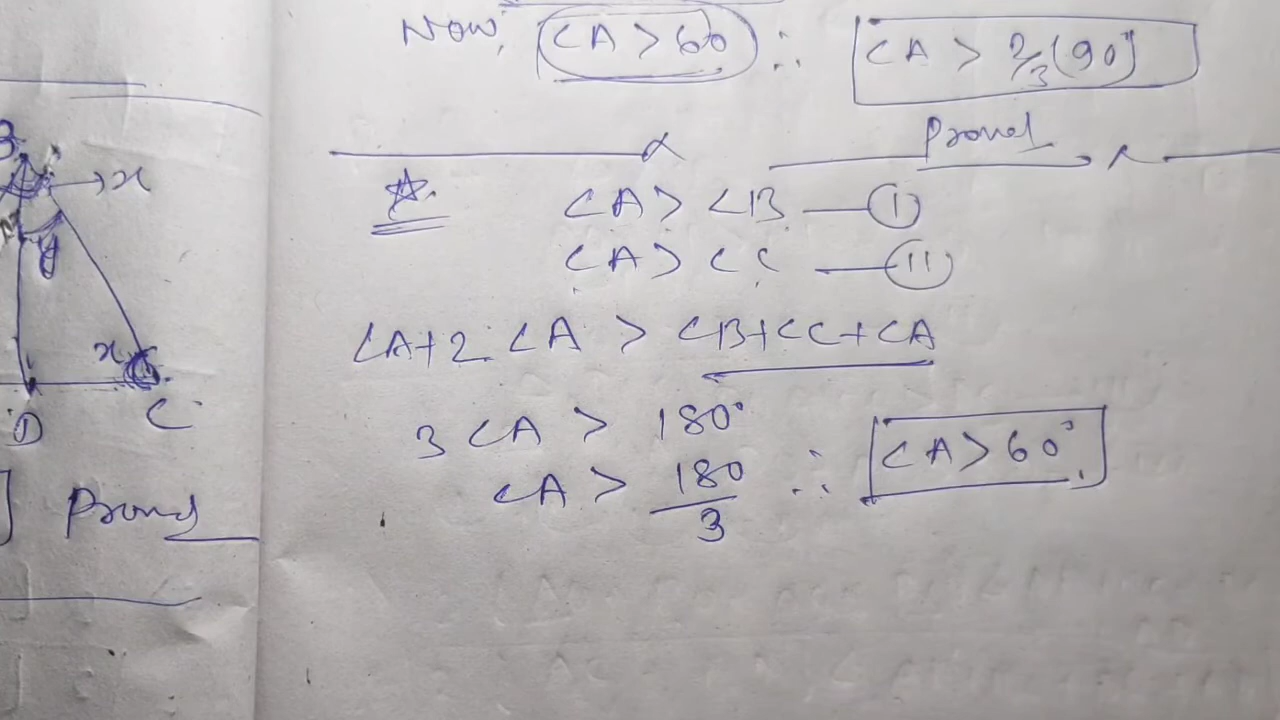 Now, ∠A > 60 ∴ ∠A > 2/3 (90°)
Proved
∠A > ∠B — (I)
∠A > ∠C — (II)
∠A + 2 ∠A > ∠B + ∠C + ∠A
3 ∠A > 180°
∠A > 180/3 ∴ ∠A > 60°
B
x
y
x
D
C
] Proved